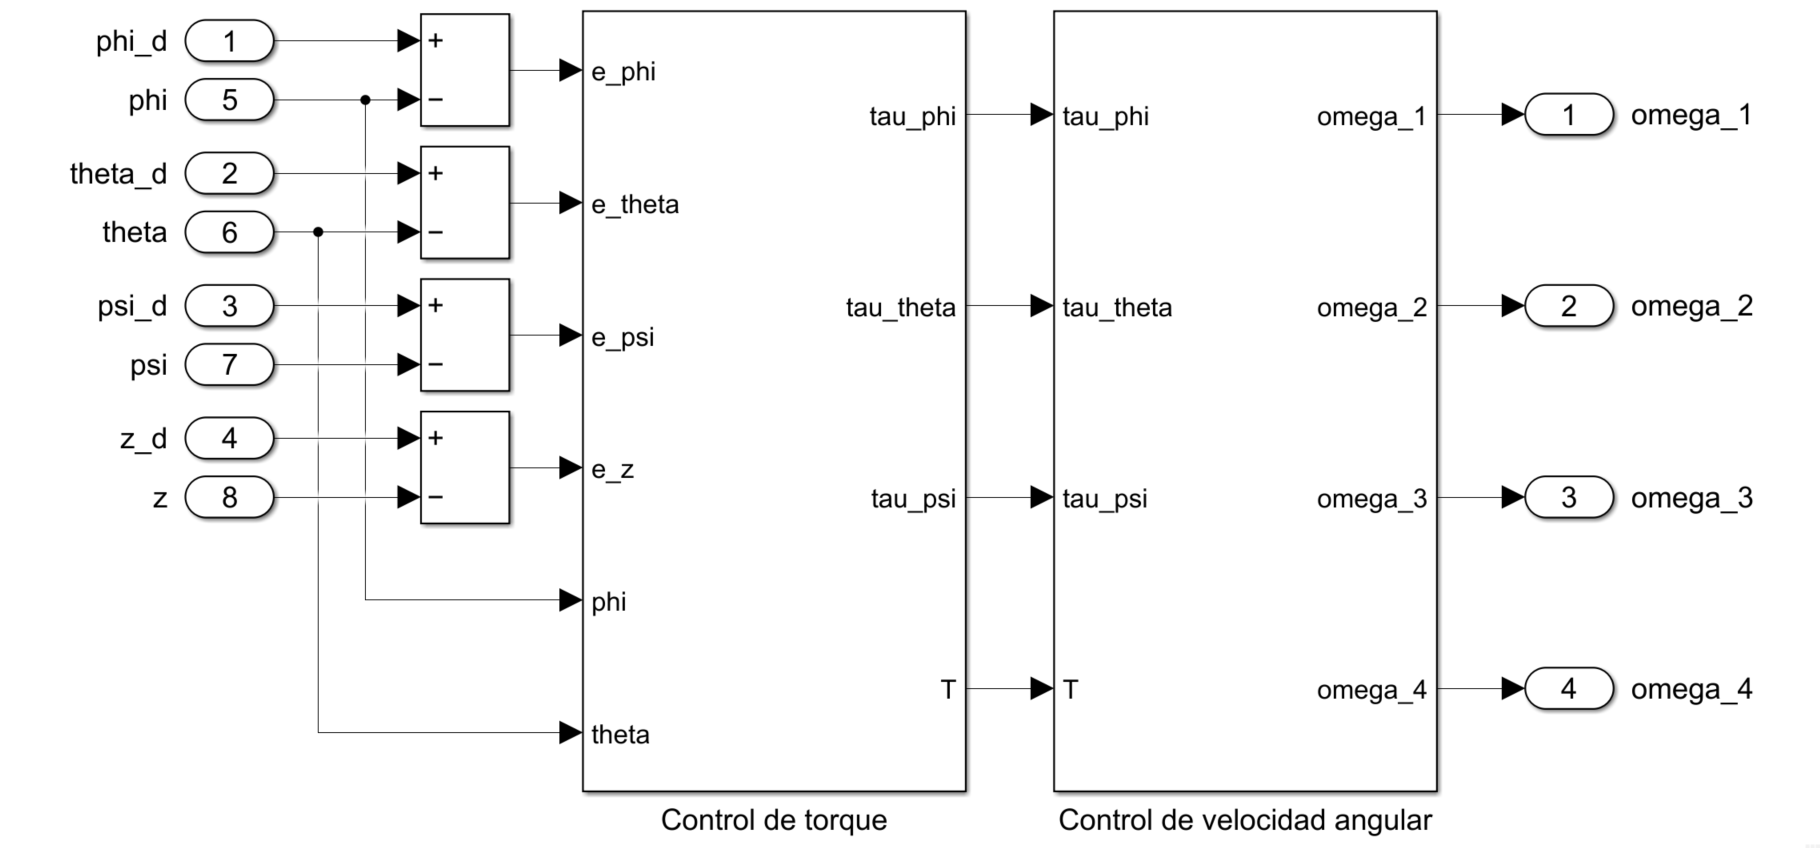 phi_d 1 +
phi 5 −
e_phi
theta_d 2 +
theta 6 −
e_theta
psi_d 3 +
psi 7 −
e_psi
z_d 4 +
z 8 −
e_z
phi
theta
tau_phi
tau_theta
tau_psi
T
Control de torque
tau_phi
tau_theta
tau_psi
T
omega_1
omega_2
omega_3
omega_4
Control de velocidad angular
1 omega_1
2 omega_2
3 omega_3
4 omega_4